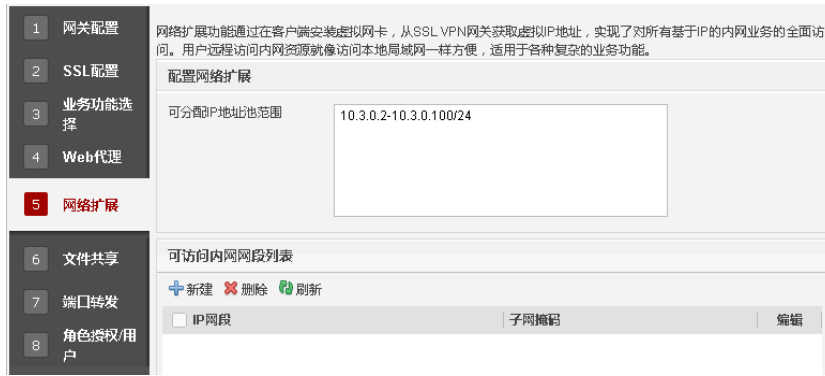 1 网关配置
2 SSL配置
3 业务功能选
择
4 Web代理
5 网络扩展
6 文件共享
7 端口转发
8 角色授权/用
户
网络扩展功能通过在客户端安装虚拟网卡，从SSL VPN网关获取虚拟IP地址，实现了对所有基于IP的内网业务的全面访
问。用户远程访问内网资源就像访问本地局域网一样方便，适用于各种复杂的业务功能。
配置网络扩展
可分配IP地址池范围
10.3.0.2-10.3.0.100/24
可访问内网网段列表
新建 删除 刷新
IP网段 子网掩码 编辑